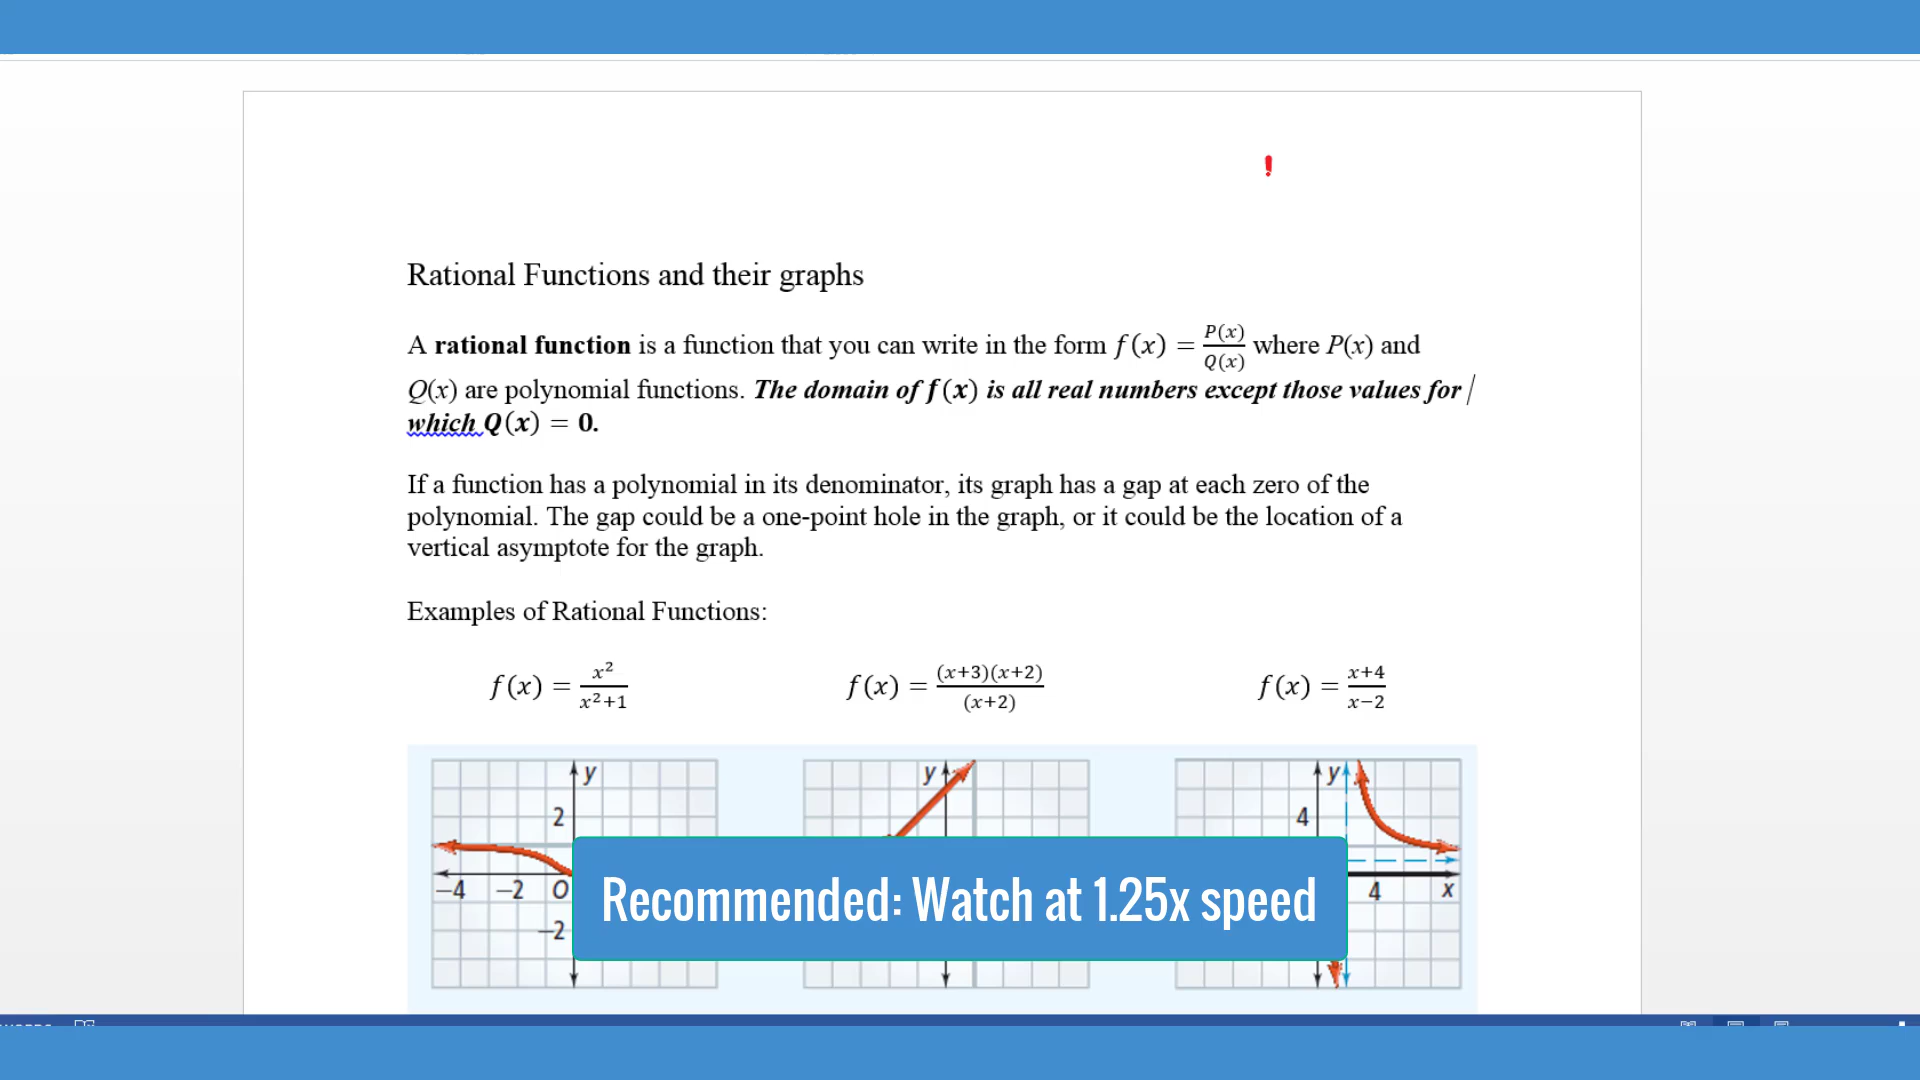 Rational Functions and their graphs
A rational function is a function that you can write in the form f(x) = P(x)/Q(x) where P(x) and
Q(x) are polynomial functions. The domain of f(x) is all real numbers except those values for
which Q(x) = 0.
If a function has a polynomial in its denominator, its graph has a gap at each zero of the
polynomial. The gap could be a one-point hole in the graph, or it could be the location of a
vertical asymptote for the graph.
Examples of Rational Functions:
f(x) = x²/x²+1 f(x) = (x+3)(x+2)/(x+2) f(x) = x+4/x−2
y y y
2 4
−4 −2 O 4 x
−2
Recommended: Watch at 1.25x speed